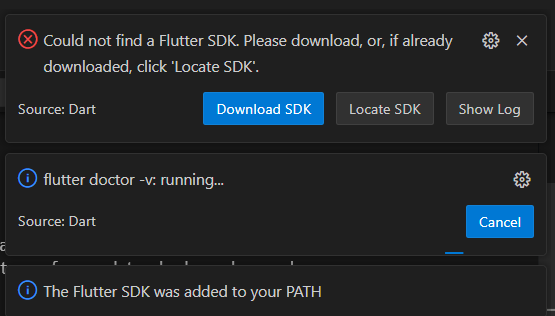 Could not find a Flutter SDK. Please download, or, if already
downloaded, click 'Locate SDK'.
Source: Dart
Download SDK
Locate SDK
Show Log
flutter doctor -v: running...
Source: Dart
Cancel
The Flutter SDK was added to your PATH